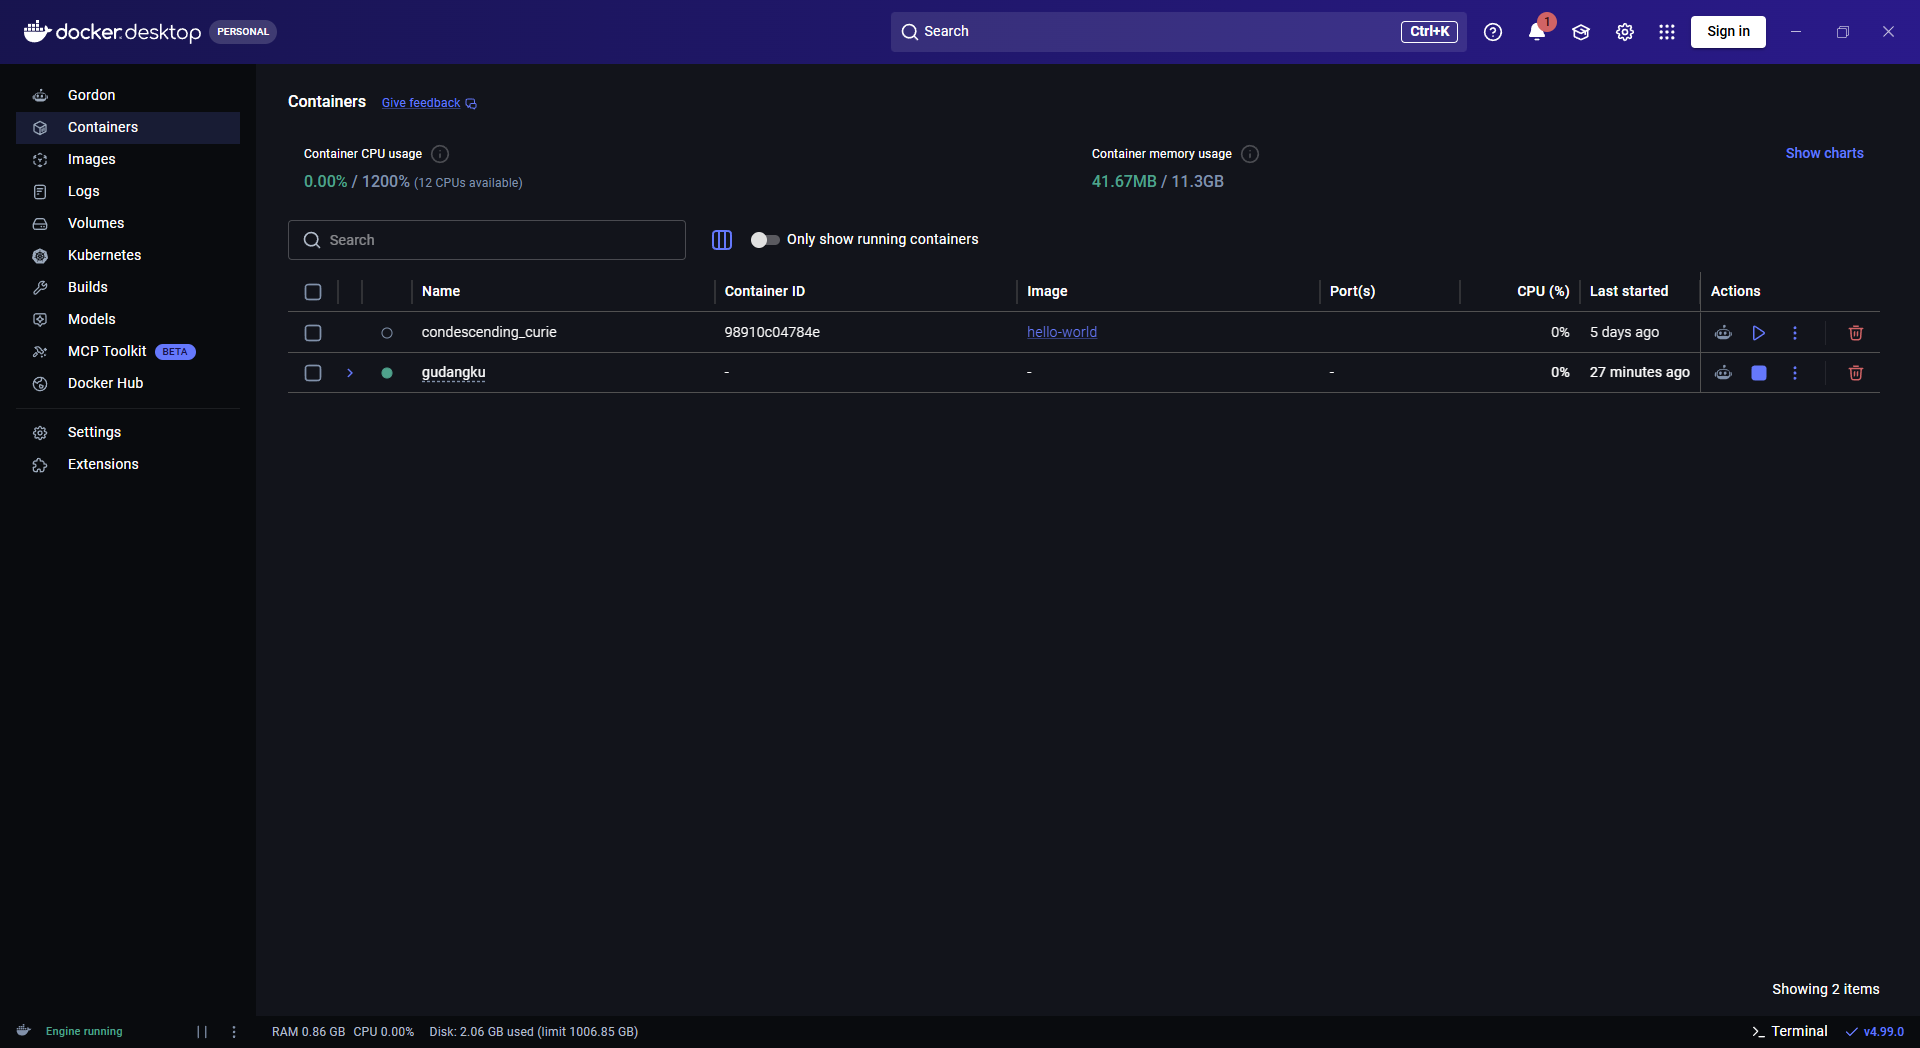 docker.desktop PERSONAL
Search Ctrl+K
1
Sign in
Gordon
Containers
Images
Logs
Volumes
Kubernetes
Builds
Models
MCP Toolkit BETA
Docker Hub
Settings
Extensions
Containers Give feedback
Container CPU usage
0.00% / 1200% (12 CPUs available)
Container memory usage
41.67MB / 11.3GB
Show charts
Search
Only show running containers
Name Container ID Image Port(s) CPU (%) Last started Actions
condescending_curie 98910c04784e hello-world 0% 5 days ago
gudangku - - - 0% 27 minutes ago
Showing 2 items
Engine running
RAM 0.86 GB CPU 0.00% Disk: 2.06 GB used (limit 1006.85 GB)
Terminal
v4.99.0